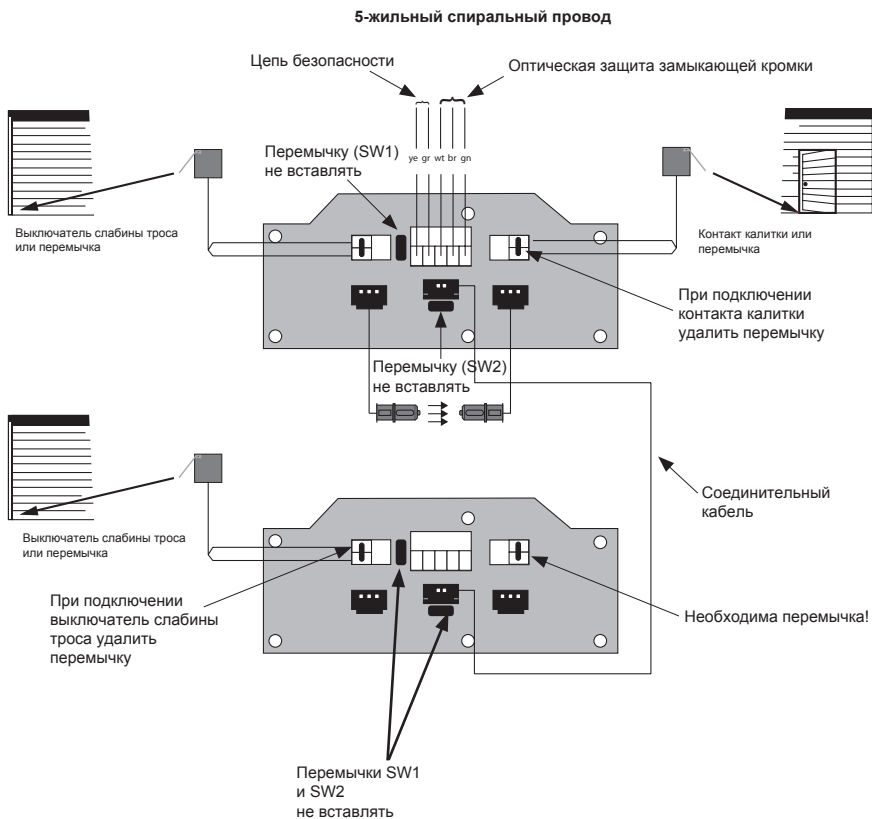 5-жильный спиральный провод
Цепь безопасности
Оптическая защита замыкающей кромки
ye gr wt br gn
Перемычку (SW1)
не вставлять
Выключатель слабины троса
или перемычка
Контакт калитки или
перемычка
При подключении
контакта калитки
удалить перемычку
Перемычку (SW2)
не вставлять
Соединительный
кабель
Выключатель слабины троса
или перемычка
При подключении
выключатель слабины
троса удалить
перемычку
Необходима перемычка!
Перемычки SW1
и SW2
не вставлять